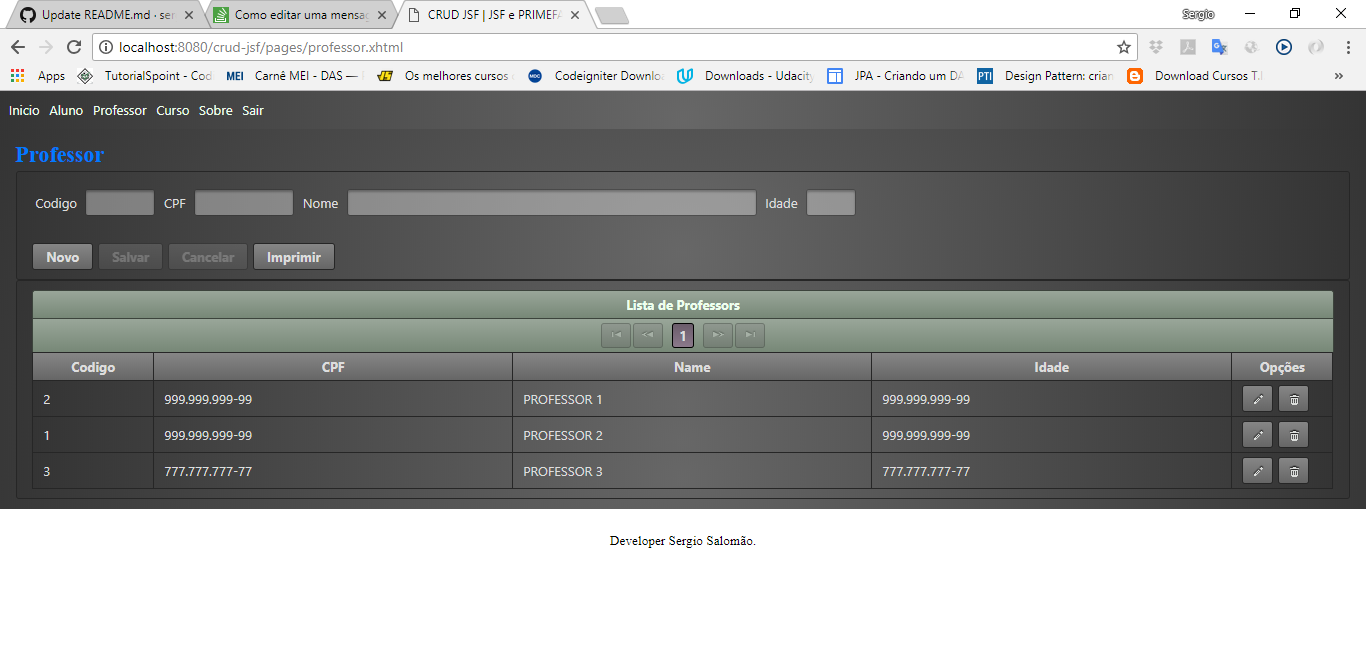 Update README.md · ser
Como editar uma mensag
CRUD JSF | JSF e PRIMEFA
Sergio
localhost:8080/crud-jsf/pages/professor.xhtml
Apps
TutorialsPoint - Cod
MEI Carnê MEI - DAS —
Os melhores cursos
MDC Codeigniter Downlo
Downloads - Udacity
JPA - Criando um DA
PTI Design Pattern: crian
Download Cursos TI
»
Inicio Aluno Professor Curso Sobre Sair
Professor
Codigo CPF Nome Idade
Novo Salvar Cancelar Imprimir
Lista de Professors
1
Codigo CPF Name Idade Opções
2 999.999.999-99 PROFESSOR 1 999.999.999-99
1 999.999.999-99 PROFESSOR 2 999.999.999-99
3 777.777.777-77 PROFESSOR 3 777.777.777-77
Developer Sergio Salomão.